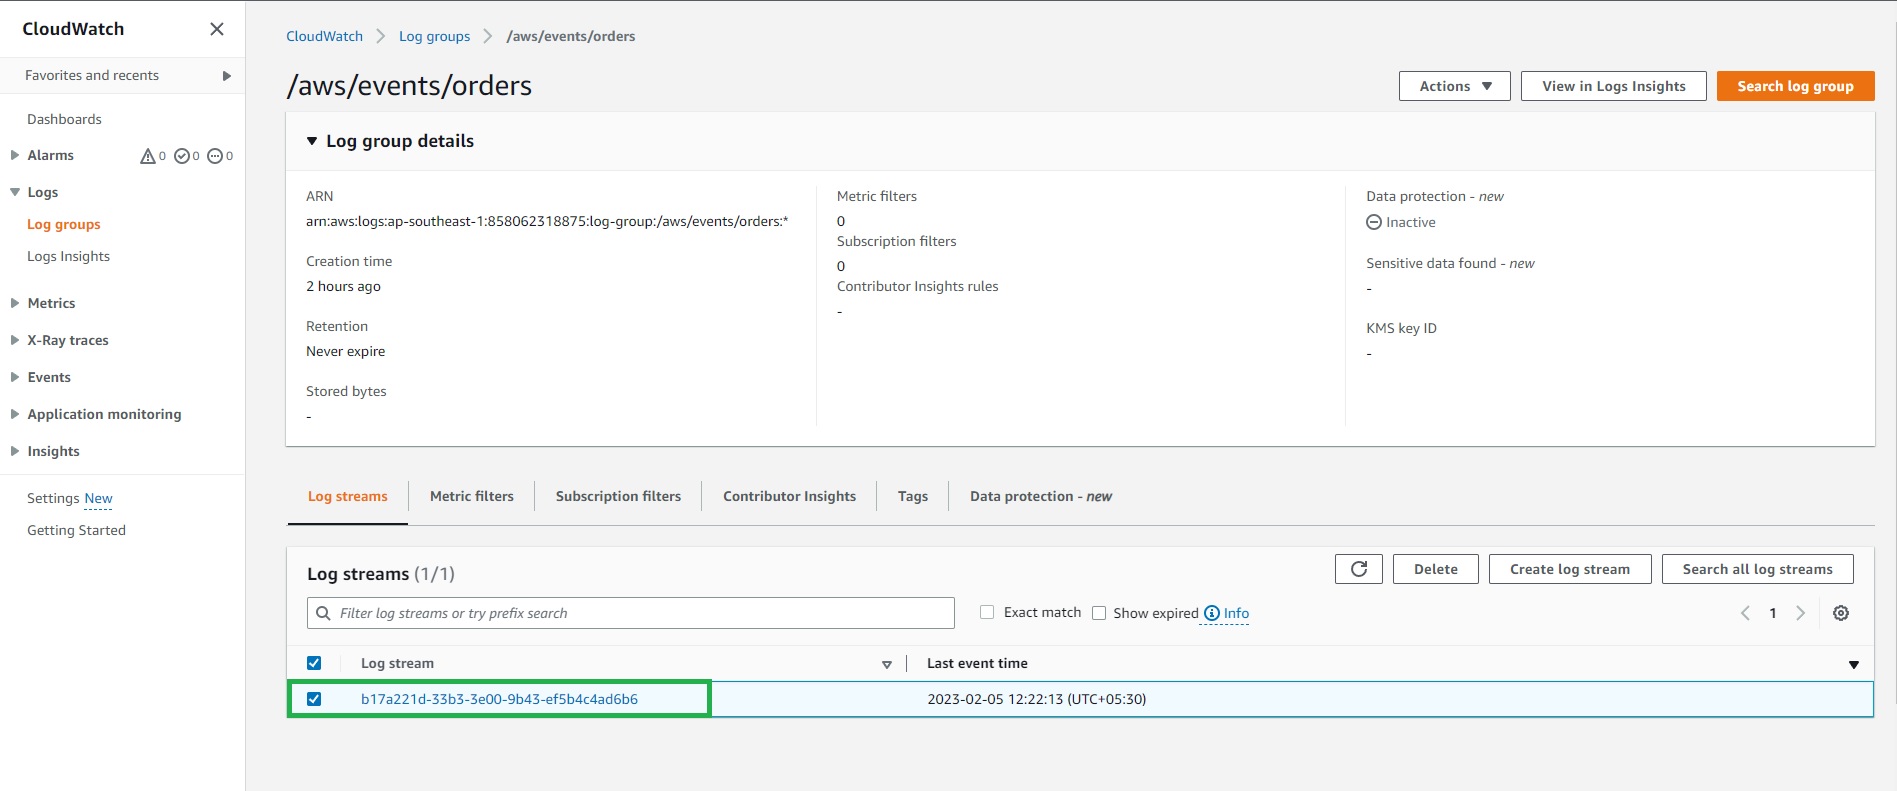 CloudWatch
Favorites and recents
Dashboards
Alarms 0 0 0
Logs
Log groups
Logs Insights
Metrics
X-Ray traces
Events
Application monitoring
Insights
Settings New
Getting Started
CloudWatch Log groups /aws/events/orders
/aws/events/orders
Actions View in Logs Insights Search log group
Log group details
ARN
arn:aws:logs:ap-southeast-1:858062318875:log-group:/aws/events/orders:*
Creation time
2 hours ago
Retention
Never expire
Stored bytes
-
Metric filters
0
Subscription filters
0
Contributor Insights rules
-
Data protection - new
Inactive
Sensitive data found - new
-
KMS key ID
-
Log streams Metric filters Subscription filters Contributor Insights Tags Data protection - new
Log streams (1/1)
Delete Create log stream Search all log streams
Filter log streams or try prefix search Exact match Show expired Info 1
Log stream Last event time
b17a221d-33b3-3e00-9b43-ef5b4c4ad6b6 2023-02-05 12:22:13 (UTC+05:30)